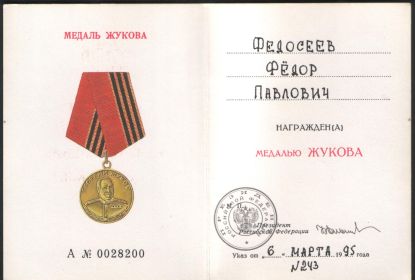 МЕДАЛЬ ЖУКОВА
А № 0028200
ФЕДОСЕЕВ
ФЁДОР
ПАВЛОВИЧ
НАГРАЖДЕН(А)
МЕДАЛЬЮ ЖУКОВА
Президент
Российской Федерации
Указ от 6 МАРТА 1995 года
№243